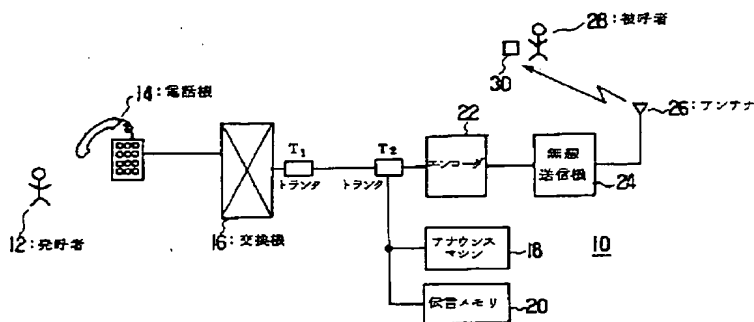 28:被呼者
30
14:電話機
22
26:アンテナ
T₁
T₂
エンコーダ
無線
送信機
トランク
トランク
24
12:発呼者
16:交換機
アナウンス
マシン
18
10
伝言メモリ
20